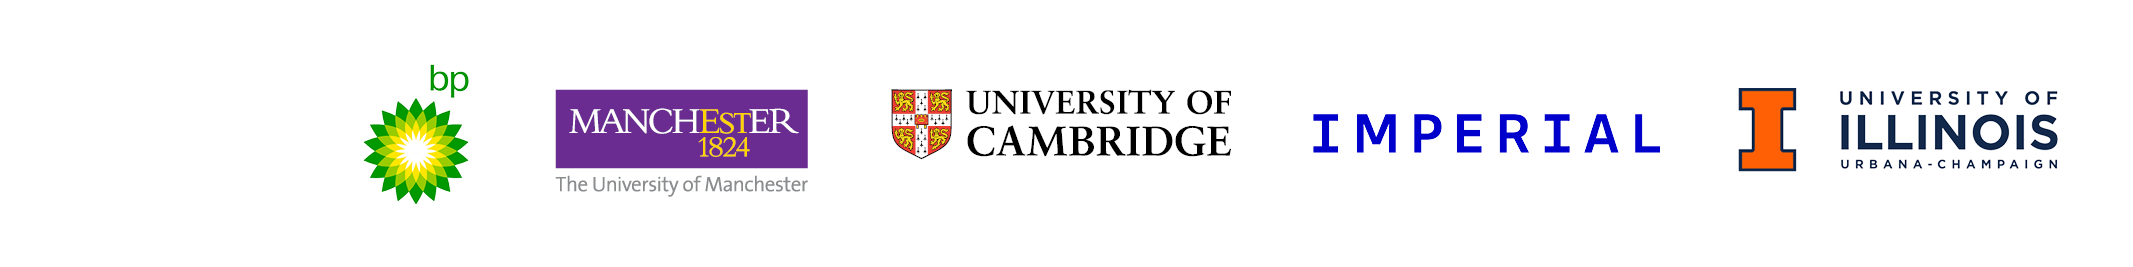 bp
MANCHEsTER
1824
The University of Manchester
UNIVERSITY OF
CAMBRIDGE
IMPERIAL
I
UNIVERSITY OF
ILLINOIS
URBANA-CHAMPAIGN